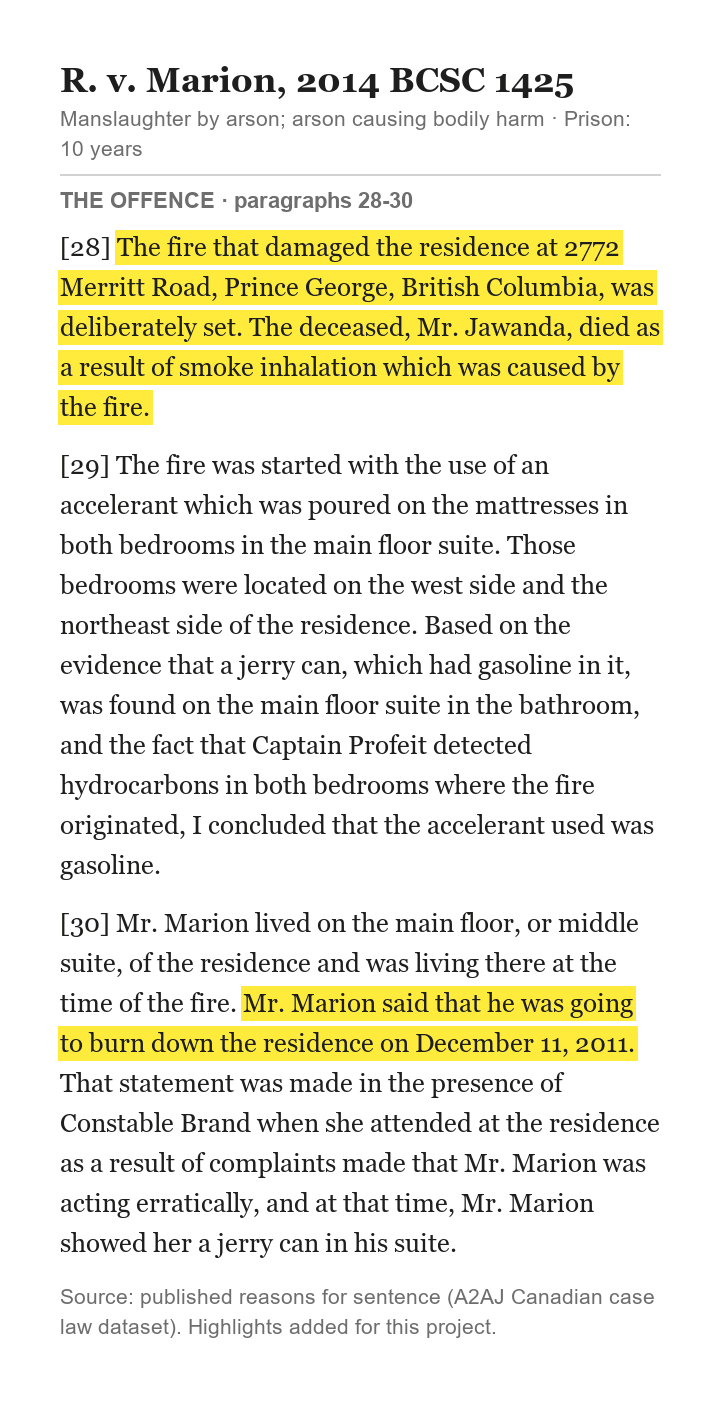 R. v. Marion, 2014 BCSC 1425
Manslaughter by arson; arson causing bodily harm · Prison:
10 years
THE OFFENCE · paragraphs 28-30
[28] The fire that damaged the residence at 2772
Merritt Road, Prince George, British Columbia, was
deliberately set. The deceased, Mr. Jawanda, died as
a result of smoke inhalation which was caused by
the fire.
[29] The fire was started with the use of an
accelerant which was poured on the mattresses in
both bedrooms in the main floor suite. Those
bedrooms were located on the west side and the
northeast side of the residence. Based on the
evidence that a jerry can, which had gasoline in it,
was found on the main floor suite in the bathroom,
and the fact that Captain Profeit detected
hydrocarbons in both bedrooms where the fire
originated, I concluded that the accelerant used was
gasoline.
[30] Mr. Marion lived on the main floor, or middle
suite, of the residence and was living there at the
time of the fire. Mr. Marion said that he was going
to burn down the residence on December 11, 2011.
That statement was made in the presence of
Constable Brand when she attended at the residence
as a result of complaints made that Mr. Marion was
acting erratically, and at that time, Mr. Marion
showed her a jerry can in his suite.
Source: published reasons for sentence (A2AJ Canadian case
law dataset). Highlights added for this project.